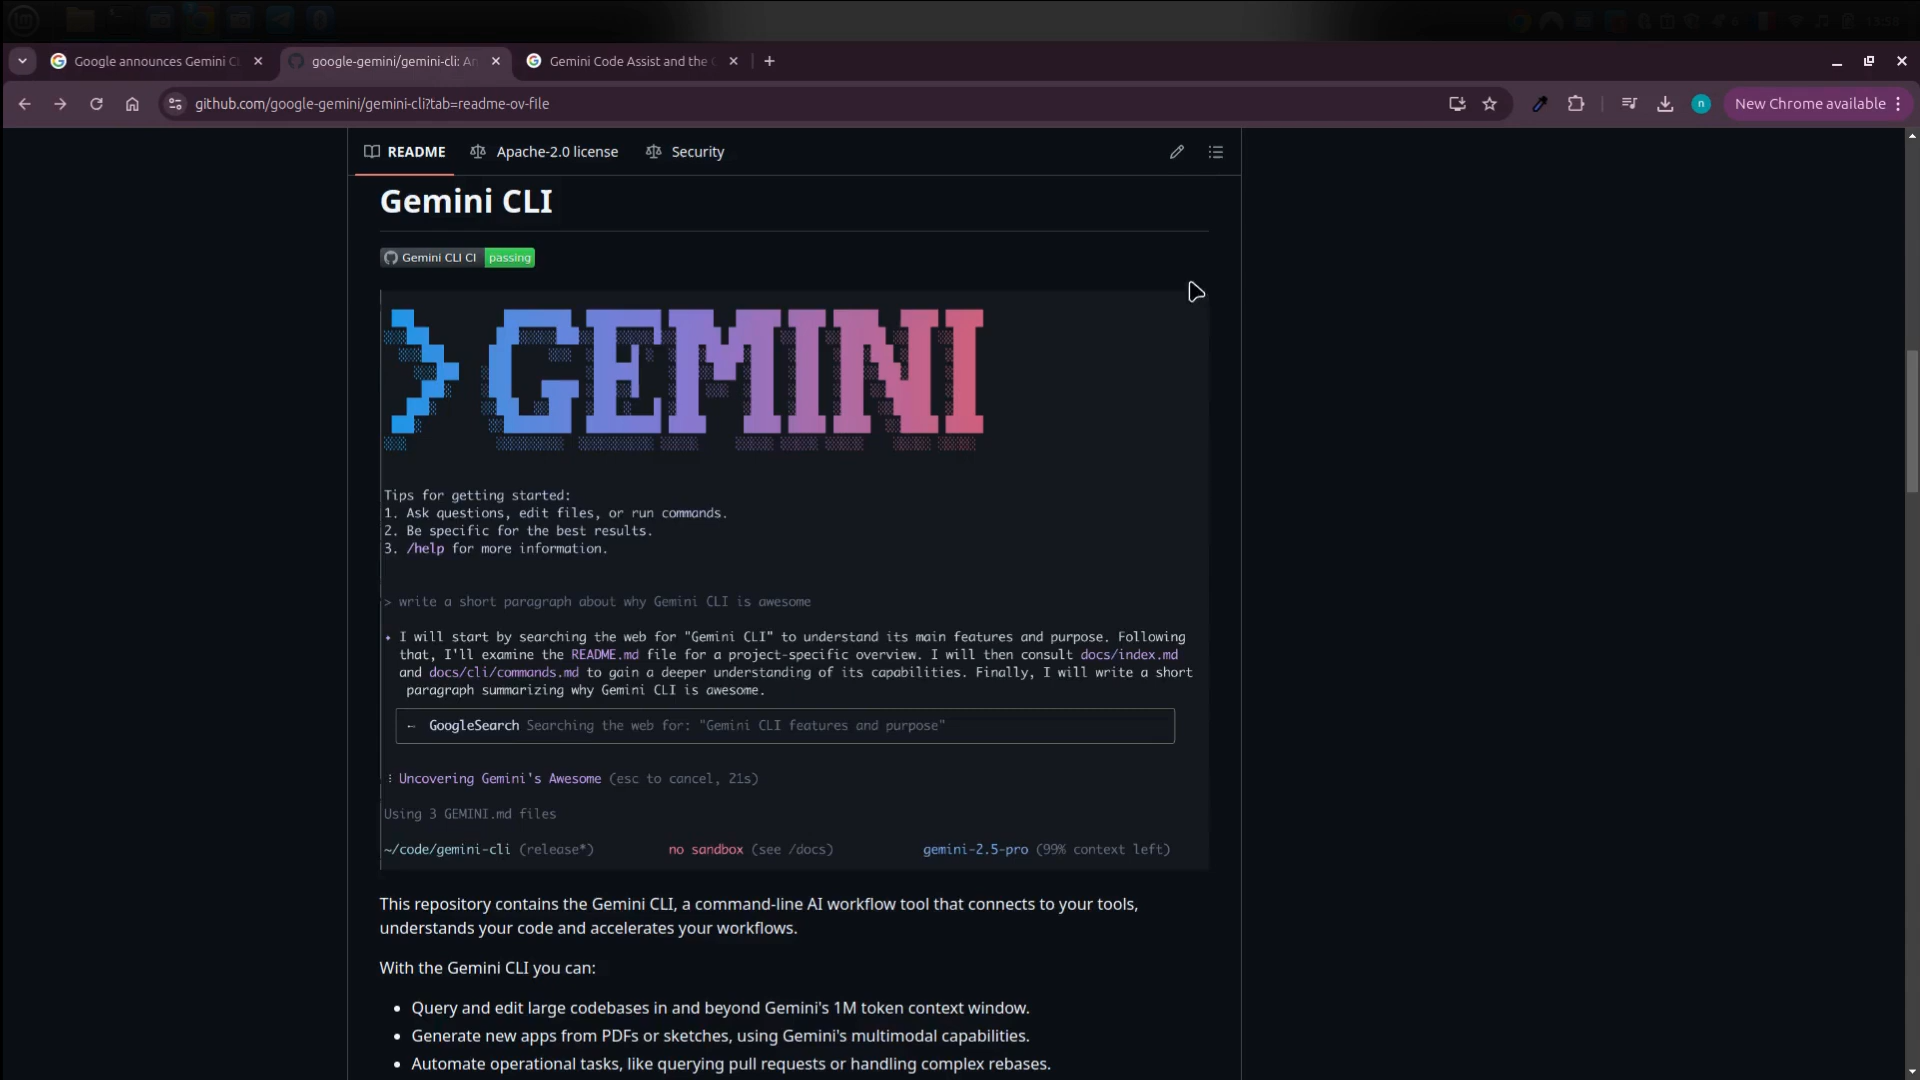 Google announces Gemini C
google-gemini/gemini-cli: An
Gemini Code Assist and the
github.com/google-gemini/gemini-cli?tab=readme-ov-file
n
New Chrome available
README
Apache-2.0 license
Security
Gemini CLI
Gemini CLI CI passing
> GEMINI
Tips for getting started:
1. Ask questions, edit files, or run commands.
2. Be specific for the best results.
3. /help for more information.
> write a short paragraph about why Gemini CLI is awesome
✦ I will start by searching the web for "Gemini CLI" to understand its main features and purpose. Following
that, I'll examine the README.md file for a project-specific overview. I will then consult docs/index.md
and docs/cli/commands.md to gain a deeper understanding of its capabilities. Finally, I will write a short
paragraph summarizing why Gemini CLI is awesome.
← GoogleSearch Searching the web for: "Gemini CLI features and purpose"
Uncovering Gemini's Awesome (esc to cancel, 21s)
Using 3 GEMINI.md files
~/code/gemini-cli (release*) no sandbox (see /docs) gemini-2.5-pro (99% context left)
This repository contains the Gemini CLI, a command-line AI workflow tool that connects to your tools,
understands your code and accelerates your workflows.
With the Gemini CLI you can:
• Query and edit large codebases in and beyond Gemini's 1M token context window.
• Generate new apps from PDFs or sketches, using Gemini's multimodal capabilities.
• Automate operational tasks, like querying pull requests or handling complex rebases.